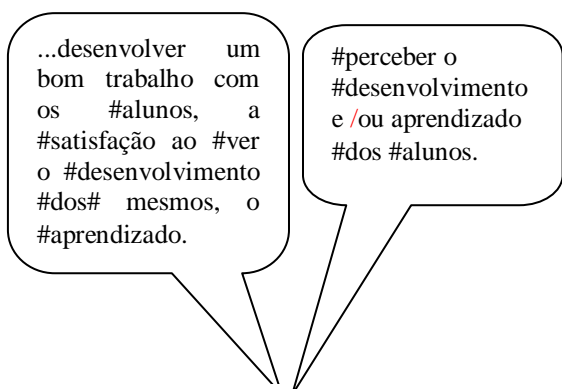 ...desenvolver um
bom trabalho com
os #alunos, a
#satisfação ao #ver
o #desenvolvimento
#dos# mesmos, o
#aprendizado.
#perceber o
#desenvolvimento
e /ou aprendizado
#dos #alunos.